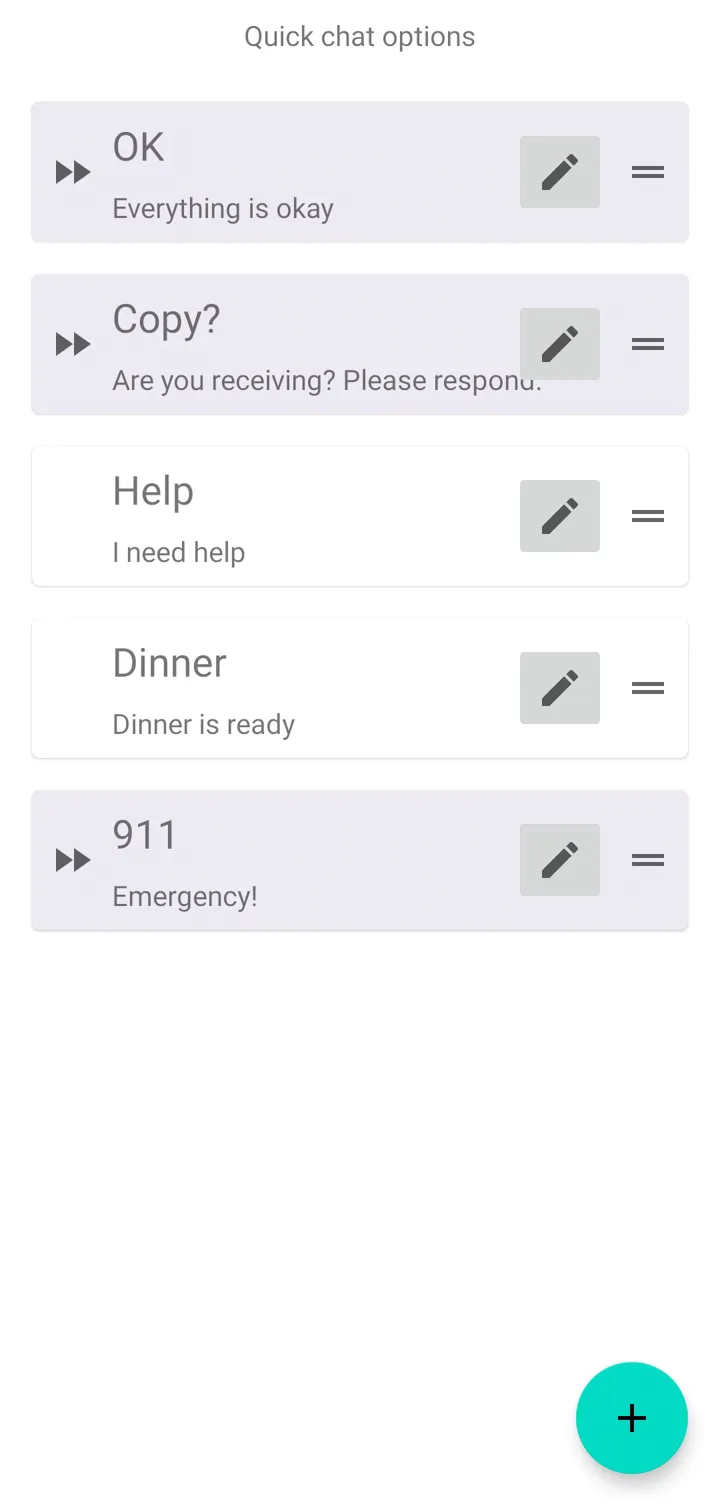 Quick chat options
OK
Everything is okay
Copy?
Are you receiving? Please respond.
Help
I need help
Dinner
Dinner is ready
911
Emergency!